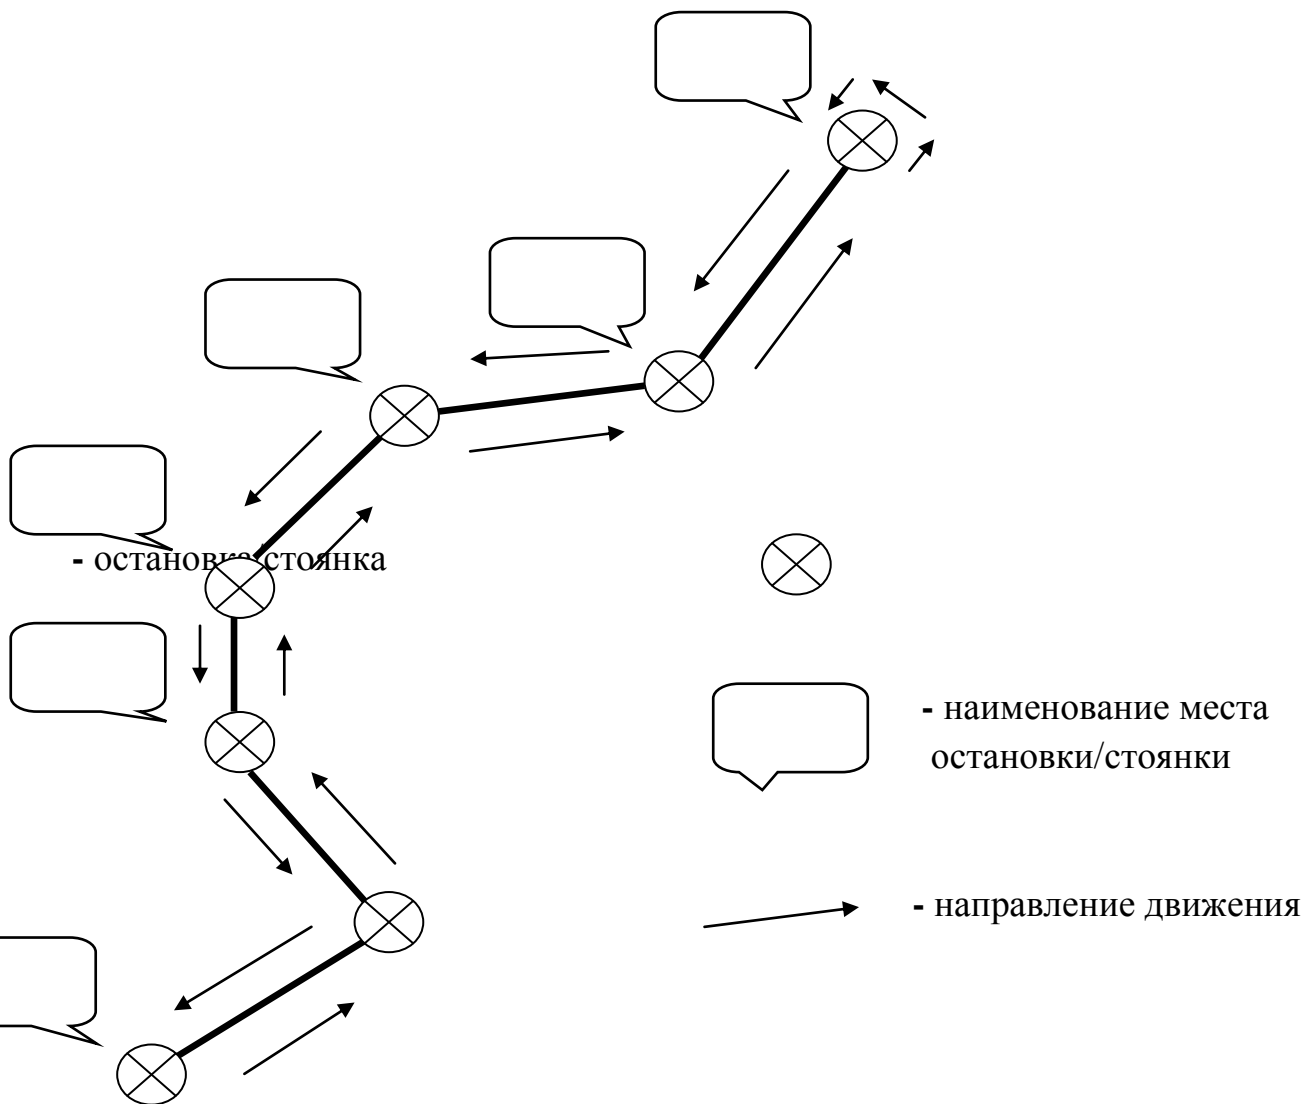 - остановка/стоянка
- наименование места
остановки/стоянки
- направление движения